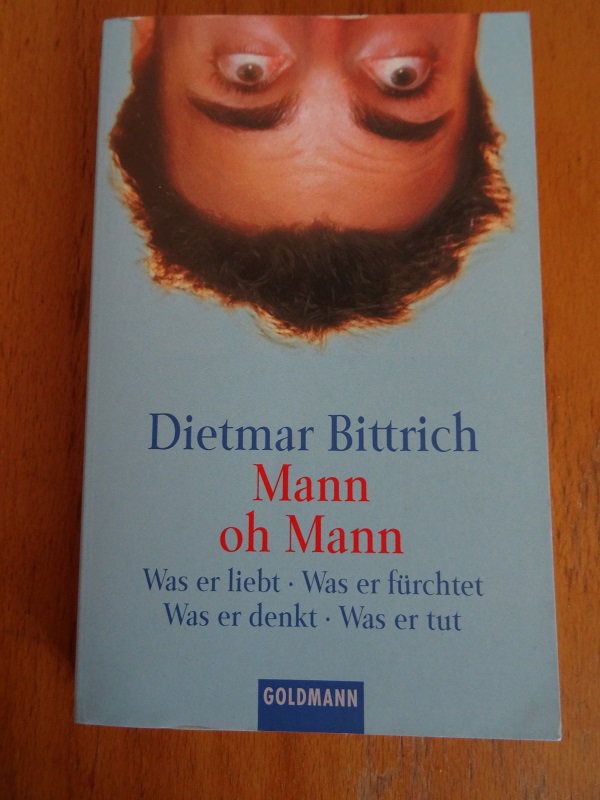 Dietmar Bittrich
Mann
oh Mann
Was er liebt · Was er fürchtet
Was er denkt · Was er tut
GOLDMANN